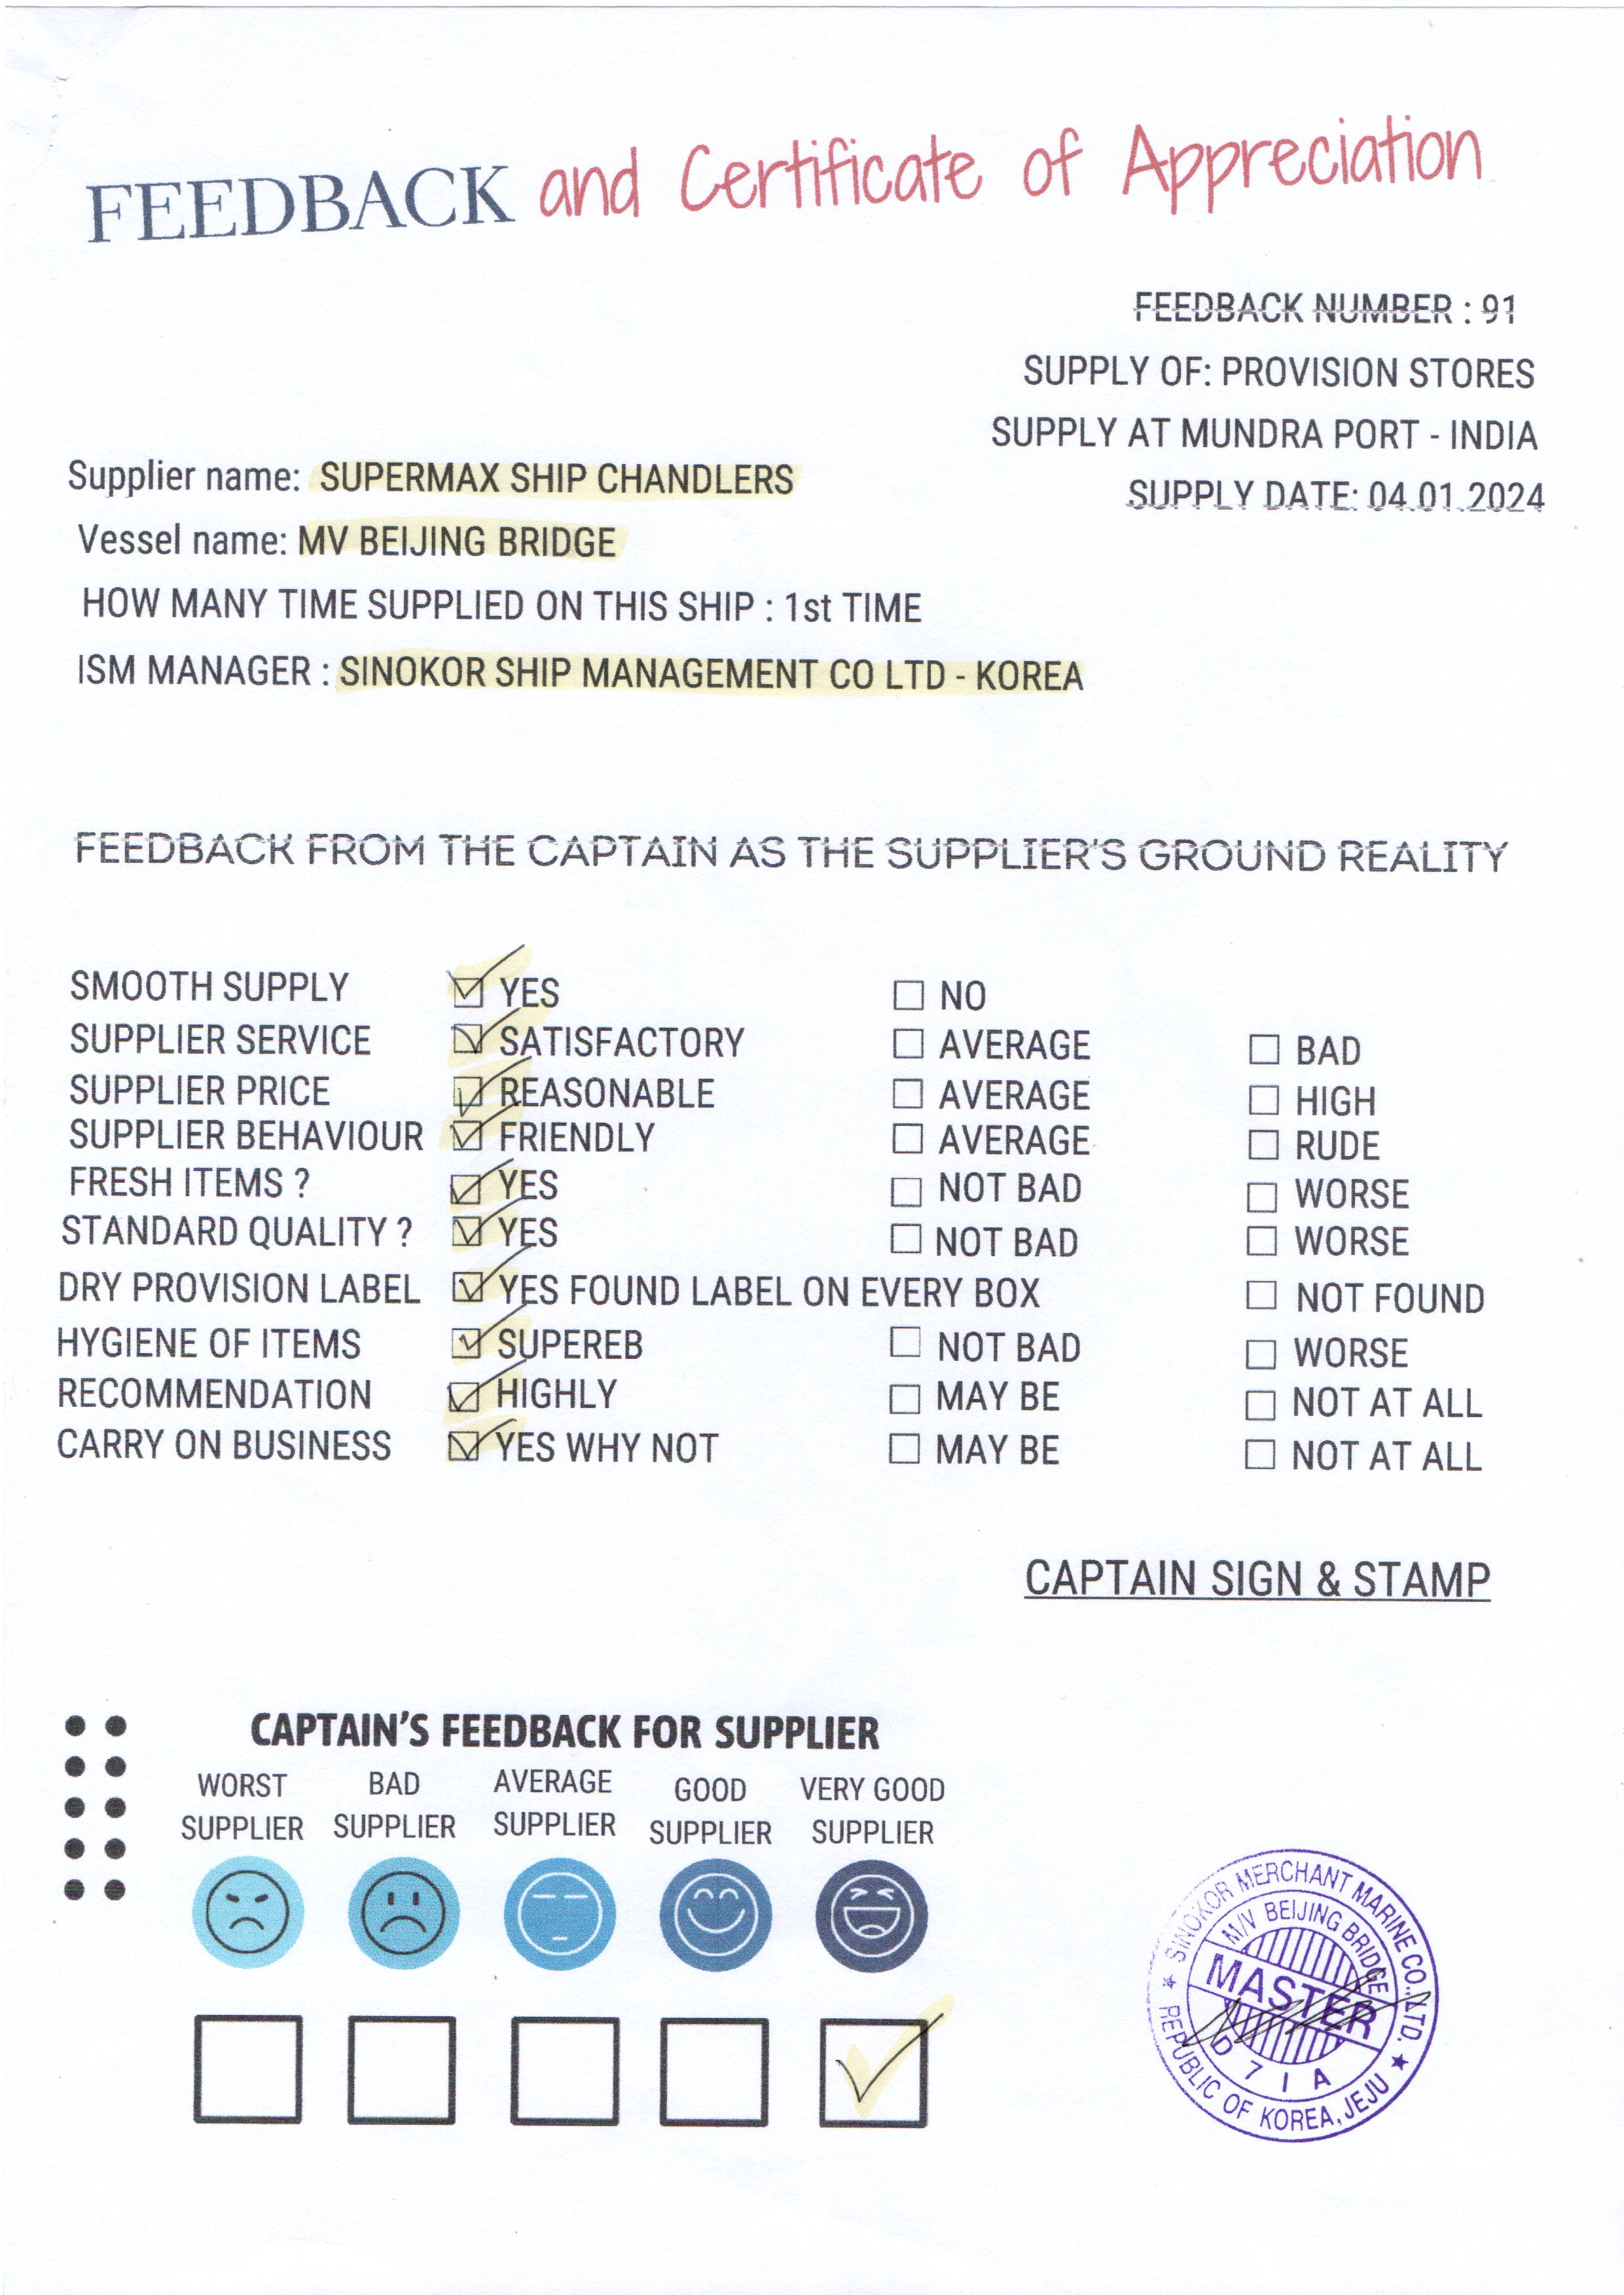 FEEDBACK and Certificate of Appreciation
FEEDBACK NUMBER : 91
SUPPLY OF: PROVISION STORES
SUPPLY AT MUNDRA PORT - INDIA
SUPPLY DATE: 04.01.2024
Supplier name: SUPERMAX SHIP CHANDLERS
Vessel name: MV BEIJING BRIDGE
HOW MANY TIME SUPPLIED ON THIS SHIP : 1st TIME
ISM MANAGER : SINOKOR SHIP MANAGEMENT CO LTD - KOREA
FEEDBACK FROM THE CAPTAIN AS THE SUPPLIER'S GROUND REALITY
SMOOTH SUPPLY YES NO
SUPPLIER SERVICE SATISFACTORY AVERAGE BAD
SUPPLIER PRICE REASONABLE AVERAGE HIGH
SUPPLIER BEHAVIOUR FRIENDLY AVERAGE RUDE
FRESH ITEMS ? YES NOT BAD WORSE
STANDARD QUALITY ? YES NOT BAD WORSE
DRY PROVISION LABEL YES FOUND LABEL ON EVERY BOX NOT FOUND
HYGIENE OF ITEMS SUPEREB NOT BAD WORSE
RECOMMENDATION HIGHLY MAY BE NOT AT ALL
CARRY ON BUSINESS YES WHY NOT MAY BE NOT AT ALL
CAPTAIN SIGN & STAMP
CAPTAIN'S FEEDBACK FOR SUPPLIER
WORST SUPPLIER
BAD SUPPLIER
AVERAGE SUPPLIER
GOOD SUPPLIER
VERY GOOD SUPPLIER
SINOKOR MERCHANT MARINE CO.,LTD.
M/V BEIJING BRIDGE
MASTER
D 7 I A
REPUBLIC OF KOREA, JEJU